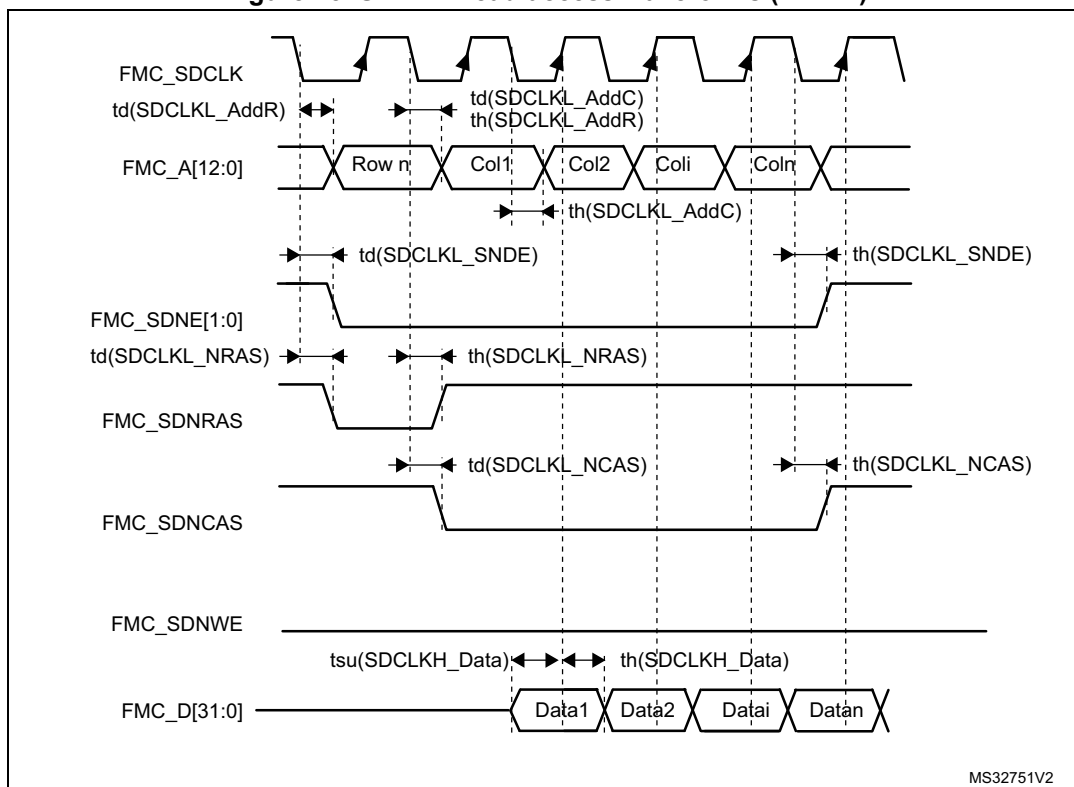 FMC_SDCLK
td(SDCLKL_AddR)
td(SDCLKL_AddC)
th(SDCLKL_AddR)
FMC_A[12:0]
Row n
Col1
Col2
Coli
Coln
th(SDCLKL_AddC)
td(SDCLKL_SNDE)
th(SDCLKL_SNDE)
FMC_SDNE[1:0]
td(SDCLKL_NRAS)
th(SDCLKL_NRAS)
FMC_SDNRAS
td(SDCLKL_NCAS)
th(SDCLKL_NCAS)
FMC_SDNCAS
FMC_SDNWE
tsu(SDCLKH_Data)
th(SDCLKH_Data)
FMC_D[31:0]
Data1
Data2
Datai
Datan
MS32751V2